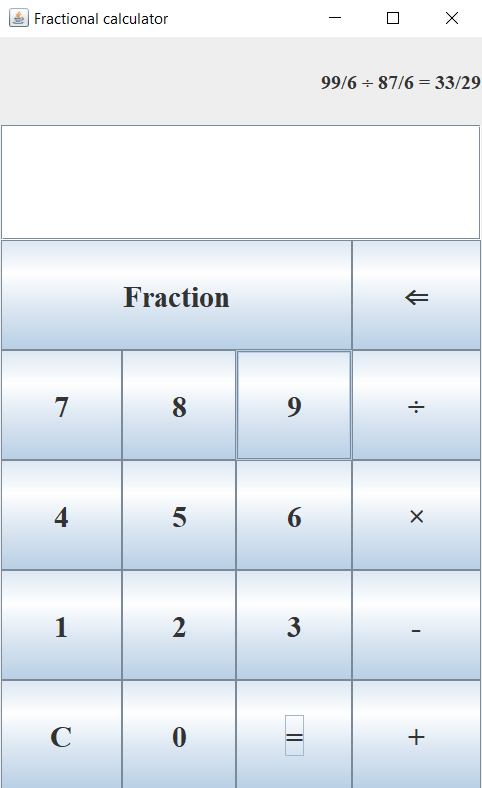 Fractional calculator
99/6 ÷ 87/6 = 33/29
Fraction ⇐
7 8 9 ÷
4 5 6 ×
1 2 3 -
C 0 = +